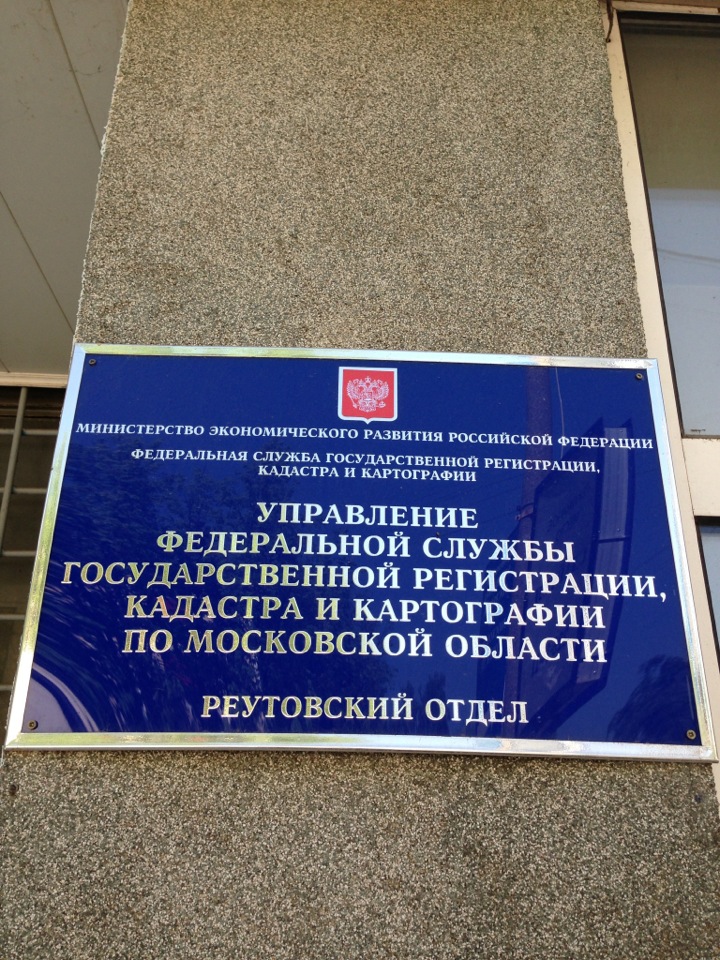 МИНИСТЕРСТВО ЭКОНОМИЧЕСКОГО РАЗВИТИЯ РОССИЙСКОЙ ФЕДЕРАЦИИ
ФЕДЕРАЛЬНАЯ СЛУЖБА ГОСУДАРСТВЕННОЙ РЕГИСТРАЦИИ,
КАДАСТРА И КАРТОГРАФИИ
УПРАВЛЕНИЕ
ФЕДЕРАЛЬНОЙ СЛУЖБЫ
ГОСУДАРСТВЕННОЙ РЕГИСТРАЦИИ,
КАДАСТРА И КАРТОГРАФИИ
ПО МОСКОВСКОЙ ОБЛАСТИ
РЕУТОВСКИЙ ОТДЕЛ